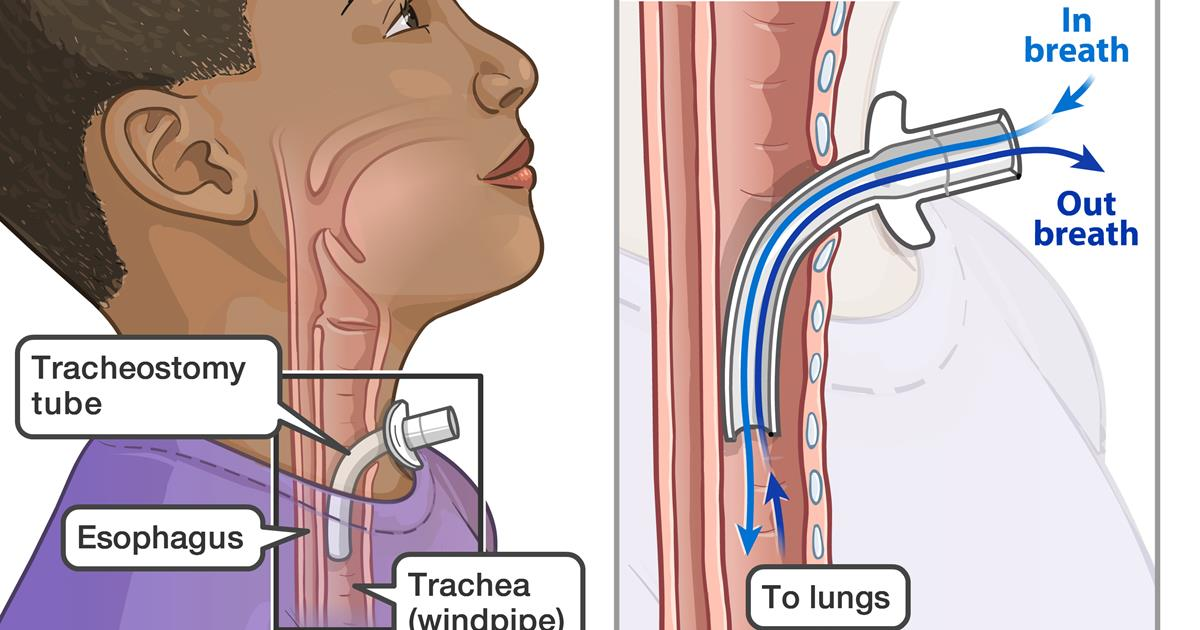 Tracheostomy
tube
Esophagus
Trachea
(windpipe)
In
breath
Out
breath
To lungs